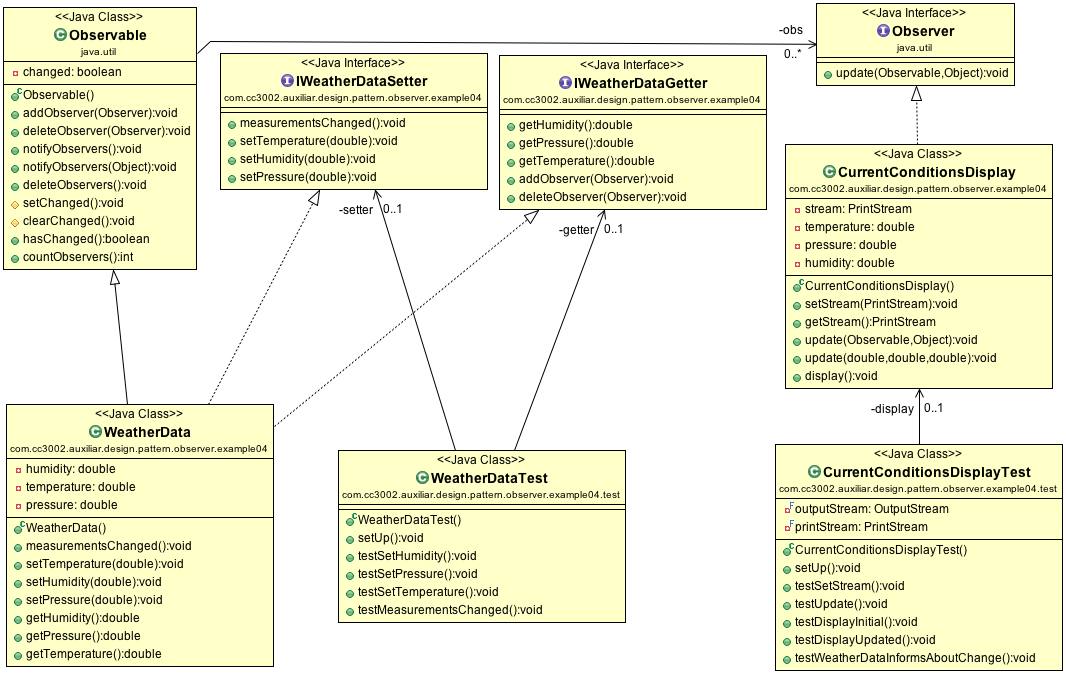 <<Java Class>>
Observable
java.util
changed: boolean
Observable()
addObserver(Observer):void
deleteObserver(Observer):void
notifyObservers():void
notifyObservers(Object):void
deleteObservers():void
setChanged():void
clearChanged():void
hasChanged():boolean
countObservers():int
<<Java Interface>>
IWeatherDataSetter
com.cc3002.auxiliar.design.pattern.observer.example04
measurementsChanged():void
setTemperature(double):void
setHumidity(double):void
setPressure(double):void
<<Java Interface>>
IWeatherDataGetter
com.cc3002.auxiliar.design.pattern.observer.example04
getHumidity():double
getPressure():double
getTemperature():double
addObserver(Observer):void
deleteObserver(Observer):void
-obs
0..*
<<Java Interface>>
Observer
java.util
update(Observable,Object):void
<<Java Class>>
CurrentConditionsDisplay
com.cc3002.auxiliar.design.pattern.observer.example04
stream: PrintStream
temperature: double
pressure: double
humidity: double
CurrentConditionsDisplay()
setStream(PrintStream):void
getStream():PrintStream
update(Observable,Object):void
update(double,double,double):void
display():void
-setter 0..1
-getter 0..1
-display 0..1
<<Java Class>>
WeatherData
com.cc3002.auxiliar.design.pattern.observer.example04
humidity: double
temperature: double
pressure: double
WeatherData()
measurementsChanged():void
setTemperature(double):void
setHumidity(double):void
setPressure(double):void
getHumidity():double
getPressure():double
getTemperature():double
<<Java Class>>
WeatherDataTest
com.cc3002.auxiliar.design.pattern.observer.example04.test
WeatherDataTest()
setUp():void
testSetHumidity():void
testSetPressure():void
testSetTemperature():void
testMeasurementsChanged():void
<<Java Class>>
CurrentConditionsDisplayTest
com.cc3002.auxiliar.design.pattern.observer.example04.test
outputStream: OutputStream
printStream: PrintStream
CurrentConditionsDisplayTest()
setUp():void
testSetStream():void
testUpdate():void
testDisplayInitial():void
testDisplayUpdated():void
testWeatherDataInformsAboutChange():void